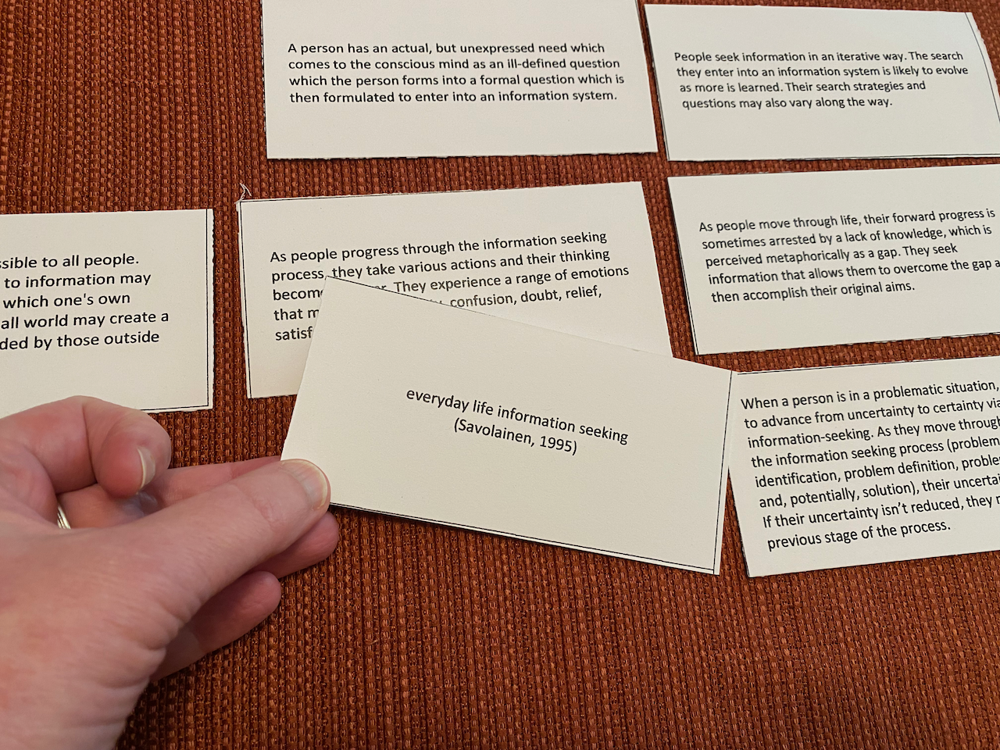 A person has an actual, but unexpressed need which
comes to the conscious mind as an ill-defined question
which the person forms into a formal question which is
then formulated to enter into an information system.
People seek information in an iterative way. The search
they enter into an information system is likely to evolve
as more is learned. Their search strategies and
questions may also vary along the way.
to all people.
to information may
which one's own
world may create a
by those outside
As people progress through the information seeking
process, they take various actions and their thinking
They experience a range of emotions
that confusion, doubt, relief,
As people move through life, their forward progress is
sometimes arrested by a lack of knowledge, which is
perceived metaphorically as a gap. They seek
information that allows them to overcome the gap
then accomplish their original aims.
everyday life information seeking
(Savolainen, 1995)
When a person is in a problematic situation,
to advance from uncertainty to certainty via
information-seeking. As they move through
the information seeking process (problem
identification, problem definition,
and, potentially, solution), their
If their uncertainty isn't reduced, they
previous stage of the process.